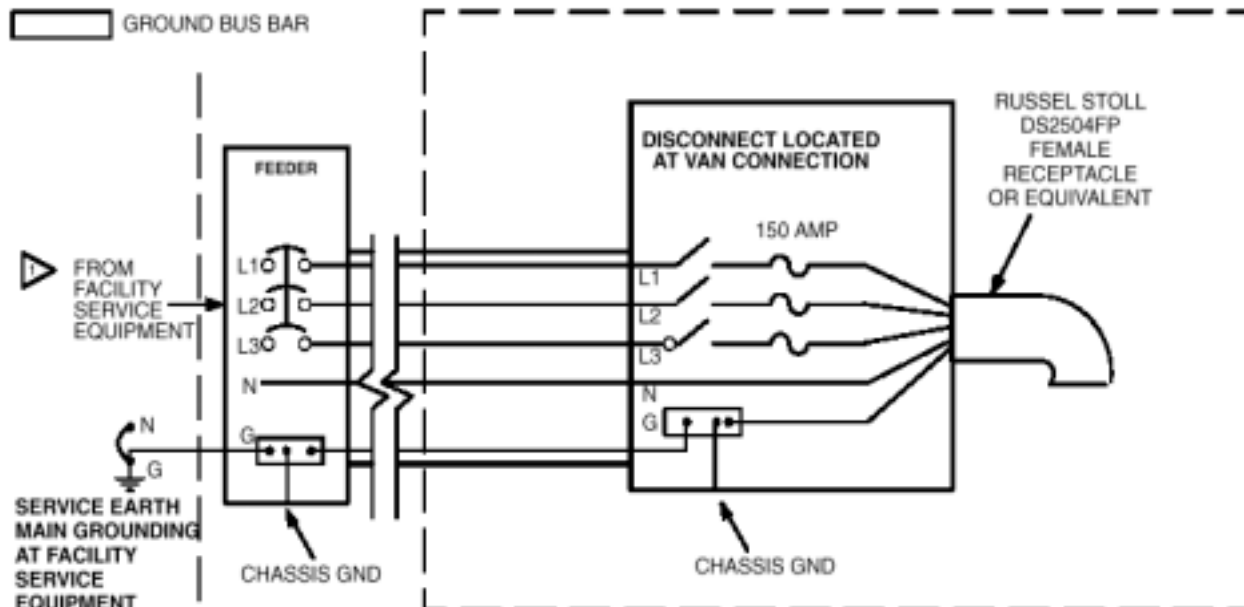 GROUND BUS BAR
RUSSEL STOLL
DS2504FP
FEMALE
RECEPTACLE
OR EQUIVALENT
DISCONNECT LOCATED
AT VAN CONNECTION
FEEDER
150 AMP
1
FROM
FACILITY
SERVICE
EQUIPMENT
L1
L2
L3
N
G
L1
L2
L3
N
G
N
G
SERVICE EARTH
MAIN GROUNDING
AT FACILITY
SERVICE
EQUIPMENT
CHASSIS GND
CHASSIS GND